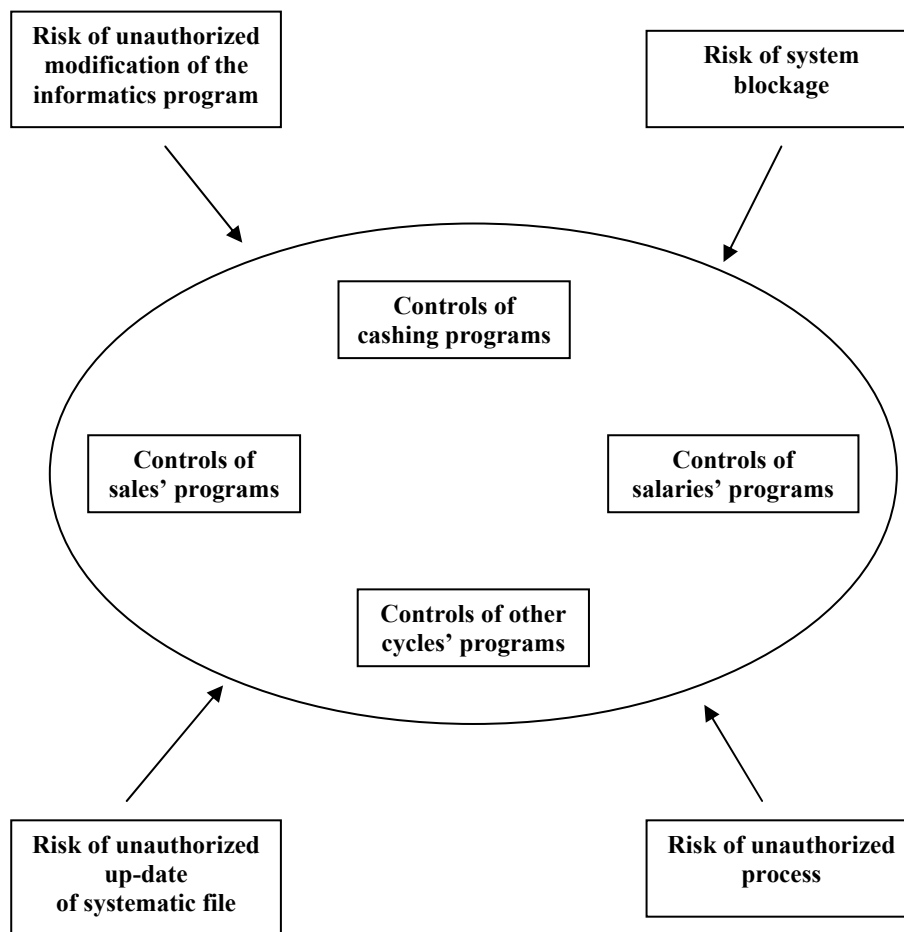 Risk of unauthorized
modification of the
informatics program
Risk of system
blockage
Controls of
cashing programs
Controls of
sales’ programs
Controls of
salaries’ programs
Controls of other
cycles’ programs
Risk of unauthorized
up-date
of systematic file
Risk of unauthorized
process